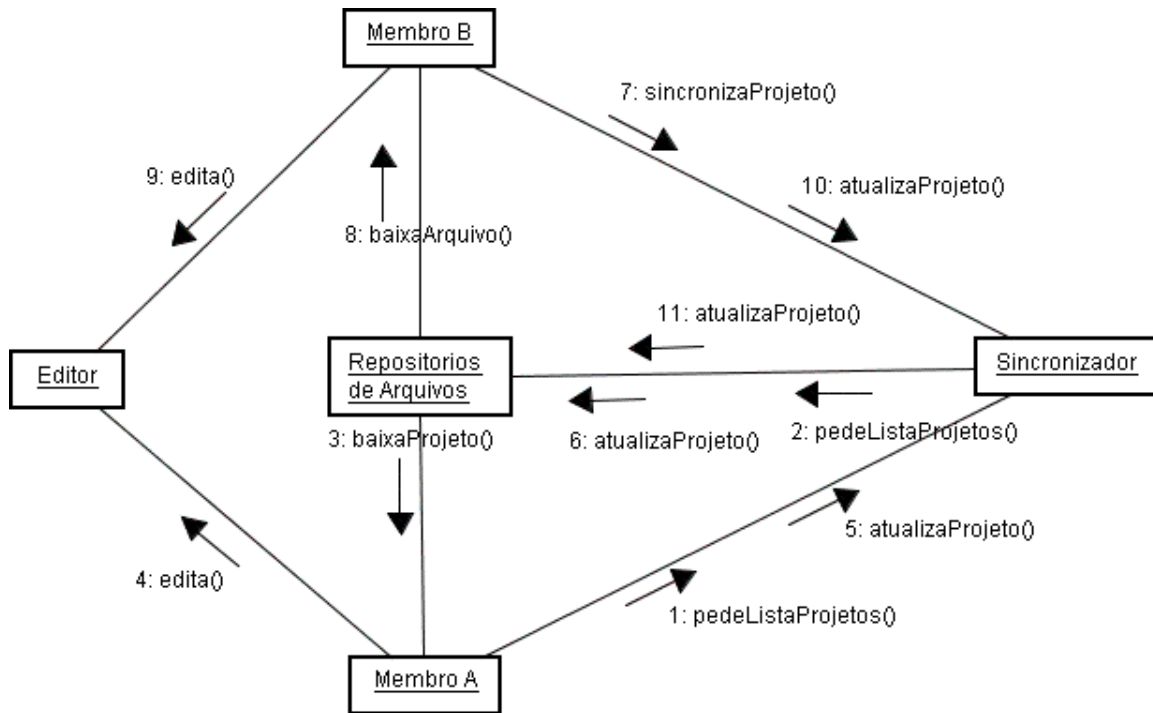 Membro B
7: sincronizaProjeto()
9: edita()
10: atualizaProjeto()
8: baixaArquivo()
11: atualizaProjeto()
Editor
Repositorios
de Arquivos
Sincronizador
3: baixaProjeto()
6: atualizaProjeto()
2: pedeListaProjetos()
5: atualizaProjeto()
4: edita()
1: pedeListaProjetos()
Membro A